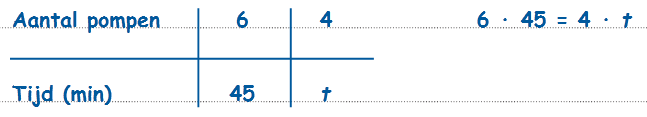 Aantal pompen 6 4 6 · 45 = 4 · t
Tijd (min) 45 t